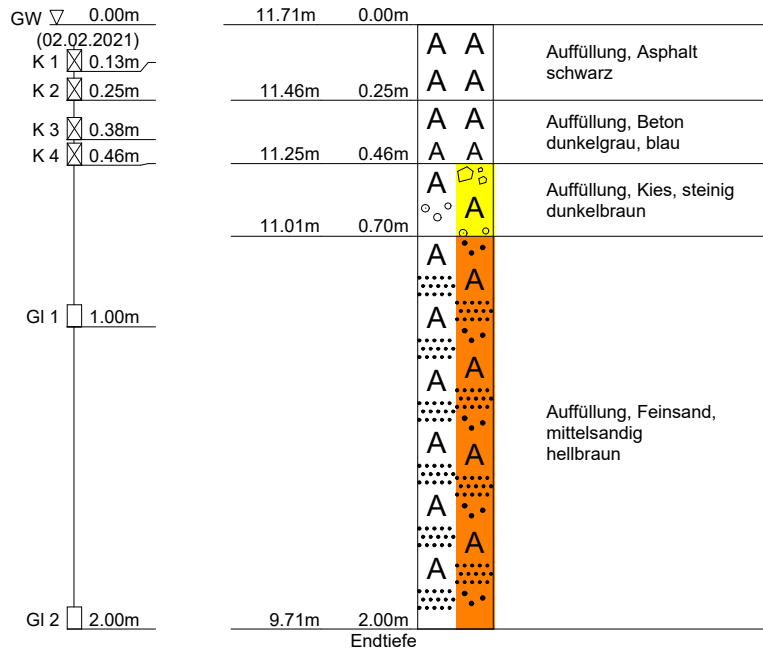 GW 0.00m 11.71m 0.00m
(02.02.2021)
A A
Auffüllung, Asphalt
schwarz
K 1 0.13m
A A
K 2 0.25m 11.46m 0.25m
A A
Auffüllung, Beton
dunkelgrau, blau
K 3 0.38m
A A
K 4 0.46m 11.25m 0.46m
A
Auffüllung, Kies, steinig
dunkelbraun
A
11.01m 0.70m
A
A
GI 1 1.00m
A
A
A
Auffüllung, Feinsand,
mittelsandig
hellbraun
A
A
A
A
A
GI 2 2.00m 9.71m 2.00m
Endtiefe